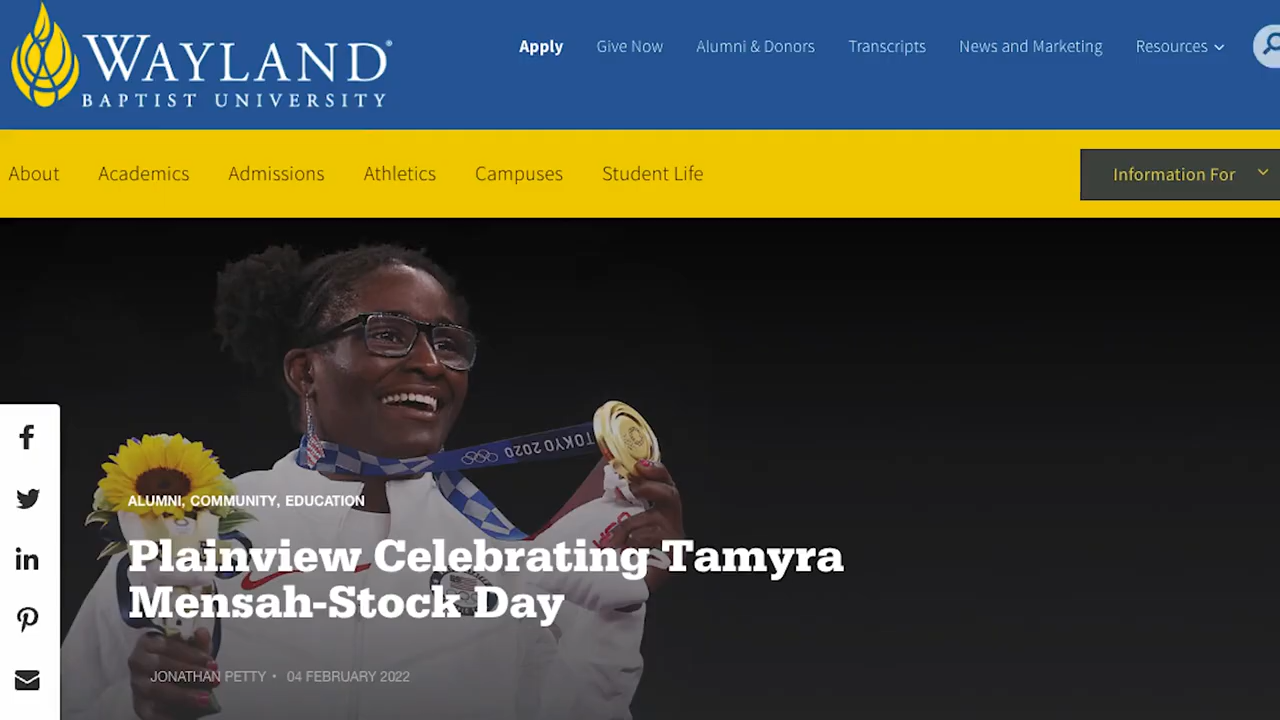 WAYLAND®
BAPTIST UNIVERSITY
Apply Give Now Alumni & Donors Transcripts News and Marketing Resources
About Academics Admissions Athletics Campuses Student Life
Information For
TOKYO 2020
ALUMNI, COMMUNITY, EDUCATION
Plainview Celebrating Tamyra
Mensah-Stock Day
JONATHAN PETTY • 04 FEBRUARY 2022